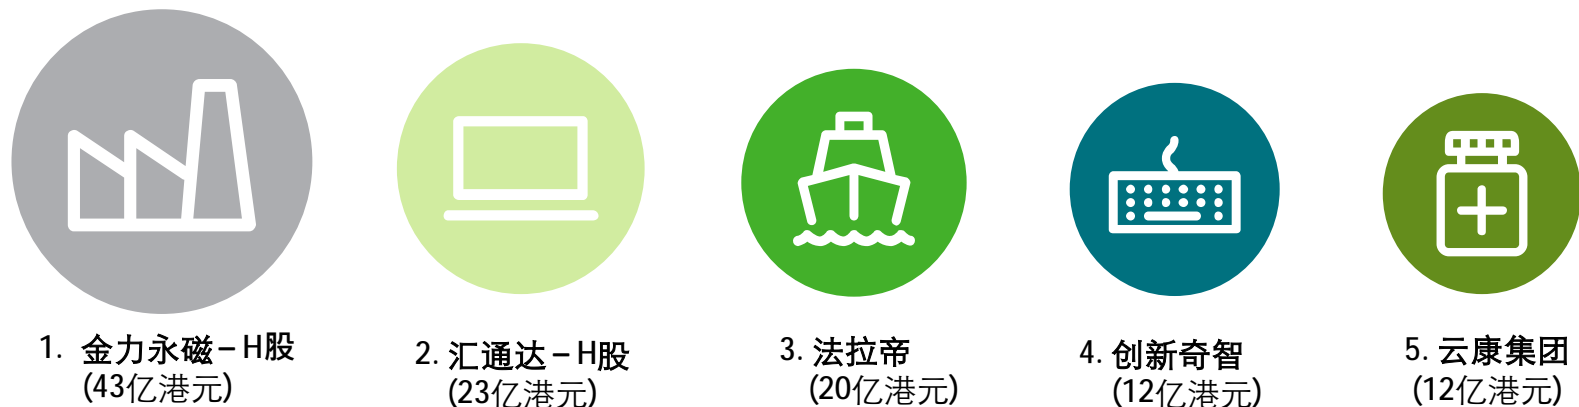 1. 金力永磁 – H股
(43亿港元)
2. 汇通达 – H股
(23亿港元)
3. 法拉帝
(20亿港元)
4. 创新奇智
(12亿港元)
5. 云康集团
(12亿港元)